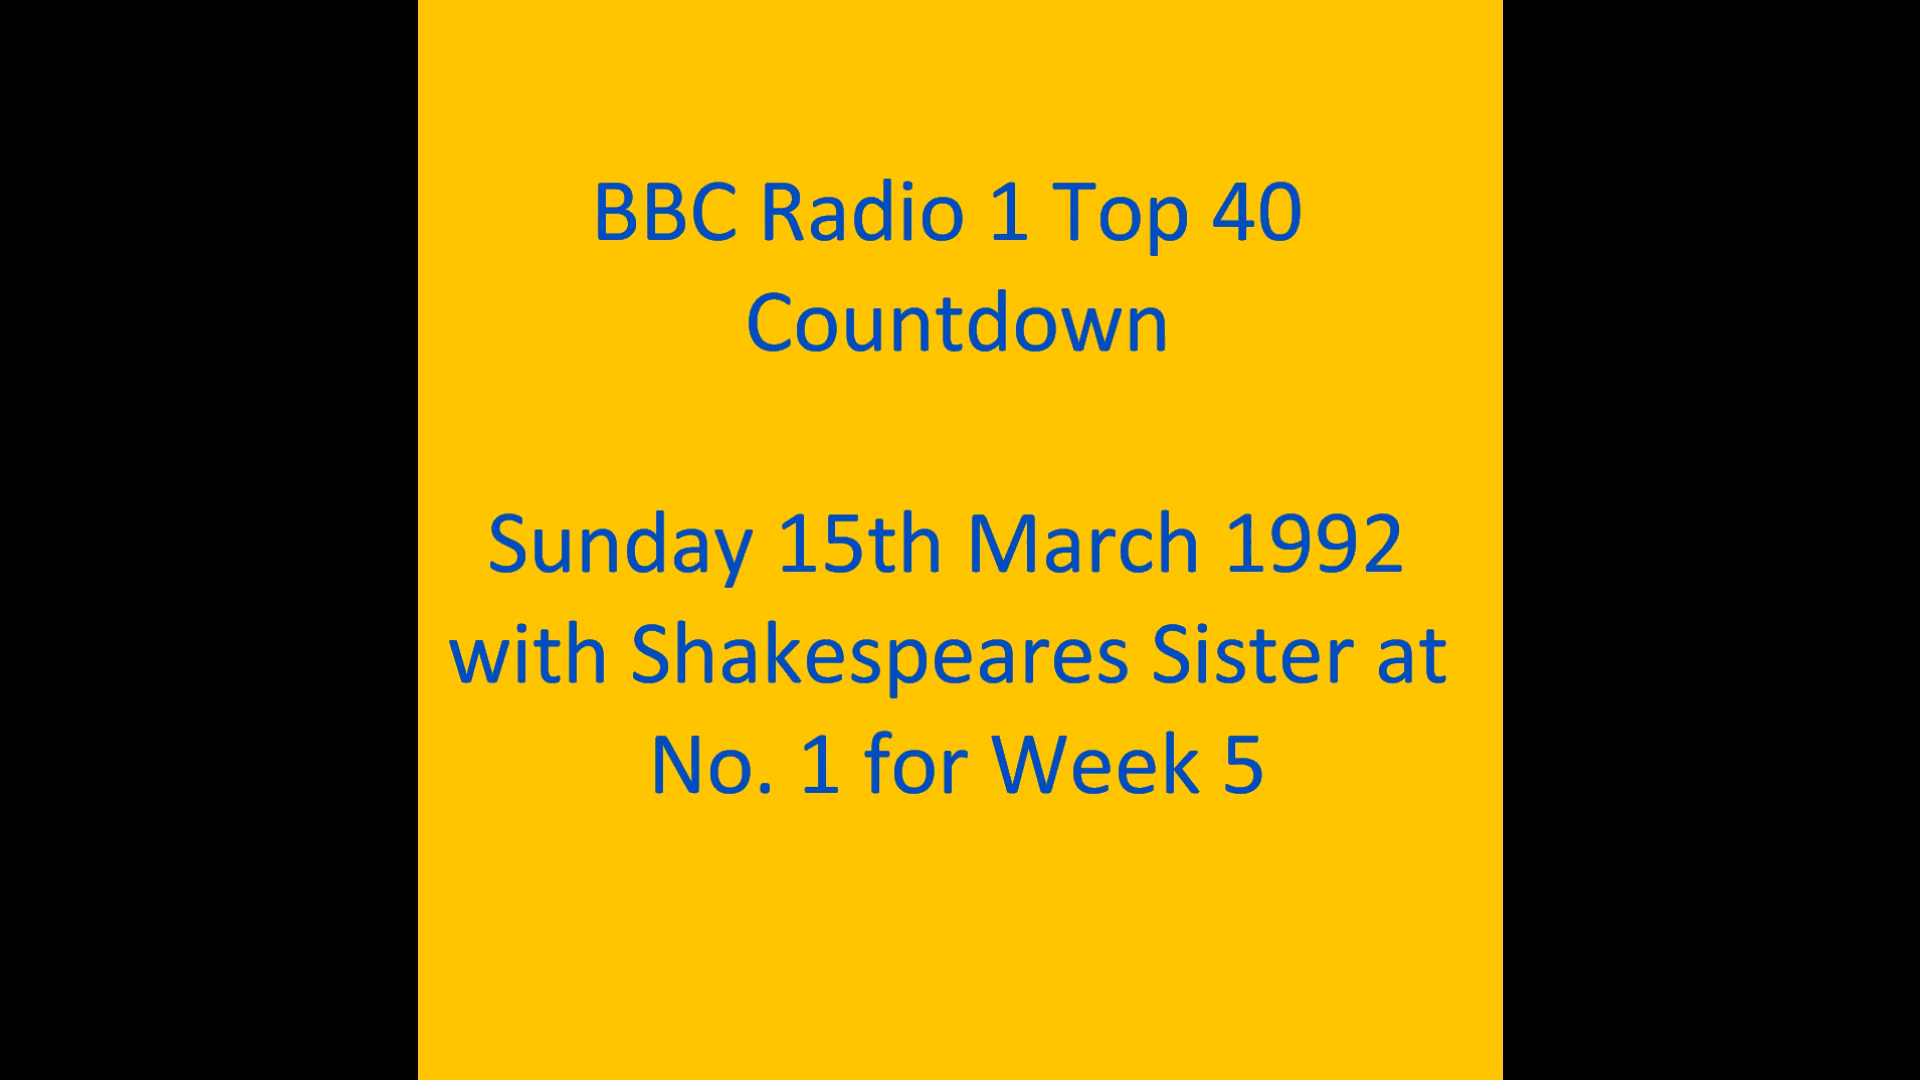 BBC Radio 1 Top 40
Countdown
Sunday 15th March 1992
with Shakespeares Sister at
No. 1 for Week 5